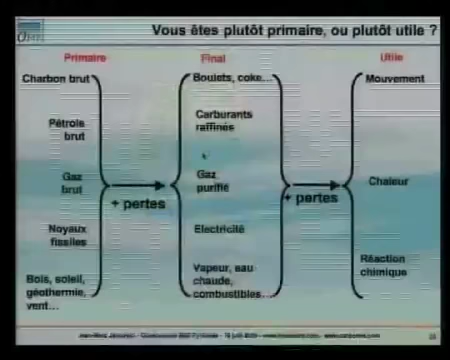 Vous êtes plutôt primaire, ou plutôt utile ?
Primaire
Final
Utile
Charbon brut
Pétrole
brut
Gaz
brut
Noyaux
fissiles
Bois, soleil,
géothermie,
vent...
+ pertes
Boulets, coke...
Carburants
raffinés
Gaz
purifié
Electricité
Vapeur, eau
chaude,
combustibles...
+ pertes
Mouvement
Chaleur
Réaction
chimique